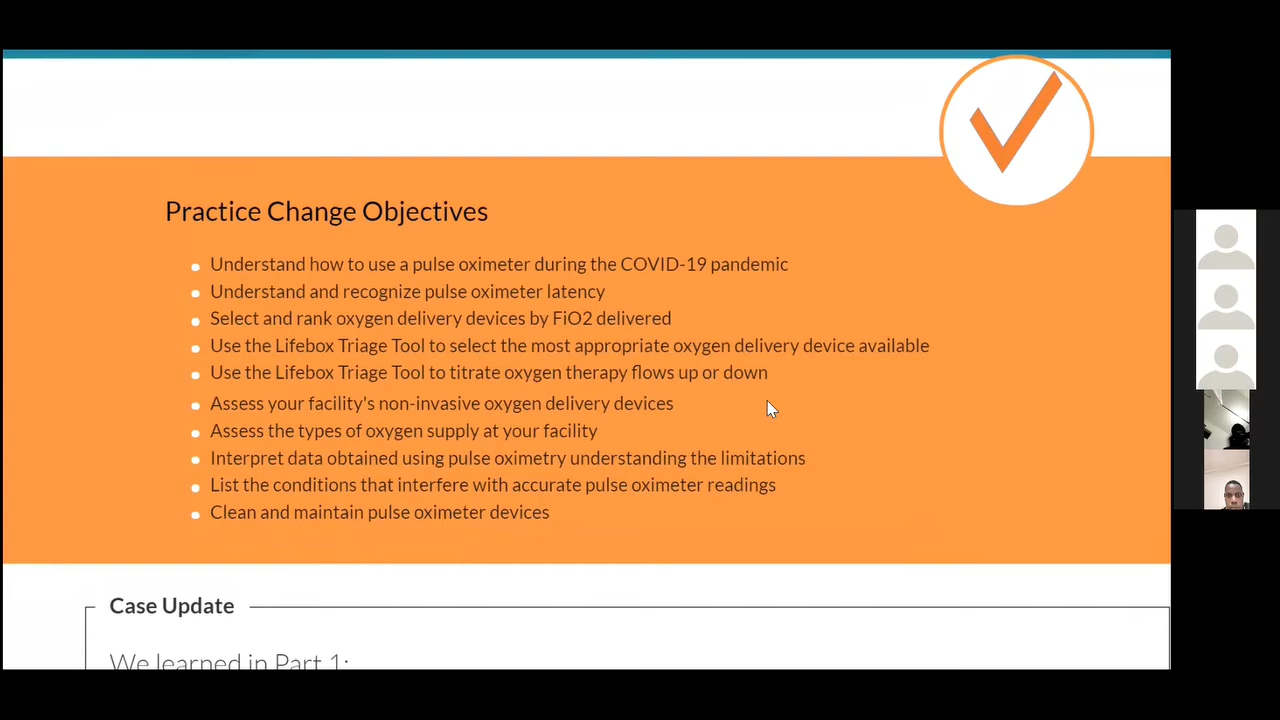 Practice Change Objectives
Understand how to use a pulse oximeter during the COVID-19 pandemic
Understand and recognize pulse oximeter latency
Select and rank oxygen delivery devices by FiO2 delivered
Use the Lifebox Triage Tool to select the most appropriate oxygen delivery device available
Use the Lifebox Triage Tool to titrate oxygen therapy flows up or down
Assess your facility's non-invasive oxygen delivery devices
Assess the types of oxygen supply at your facility
Interpret data obtained using pulse oximetry understanding the limitations
List the conditions that interfere with accurate pulse oximeter readings
Clean and maintain pulse oximeter devices
Case Update
We learned in Part 1: